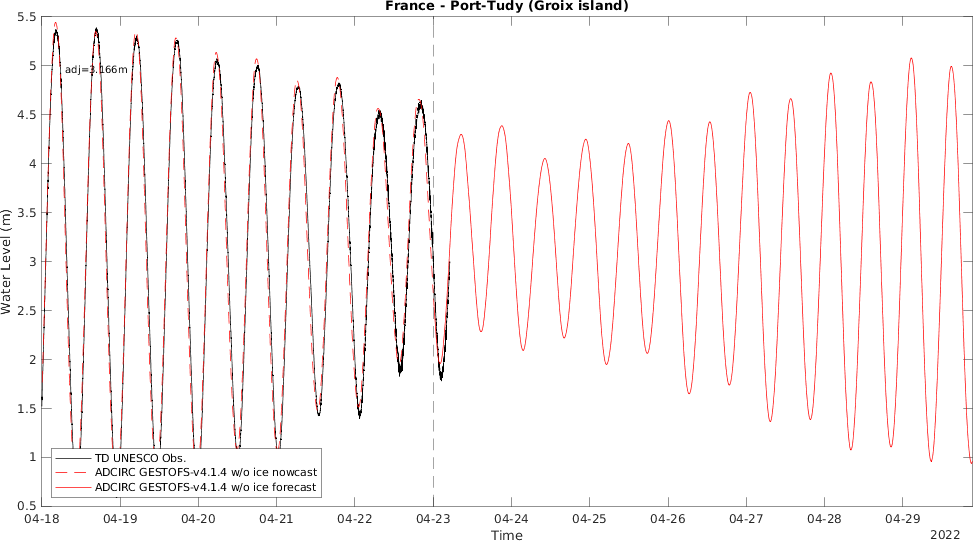 France - Port-Tudy (Groix island)
5.5
5
adj=3.166m
4.5
4
3.5
3
2.5
2
1.5
1
0.5
Water Level (m)
TD UNESCO Obs.
ADCIRC GESTOFS-v4.1.4 w/o ice nowcast
ADCIRC GESTOFS-v4.1.4 w/o ice forecast
04-18 04-19 04-20 04-21 04-22 04-23 04-24 04-25 04-26 04-27 04-28 04-29
Time
2022